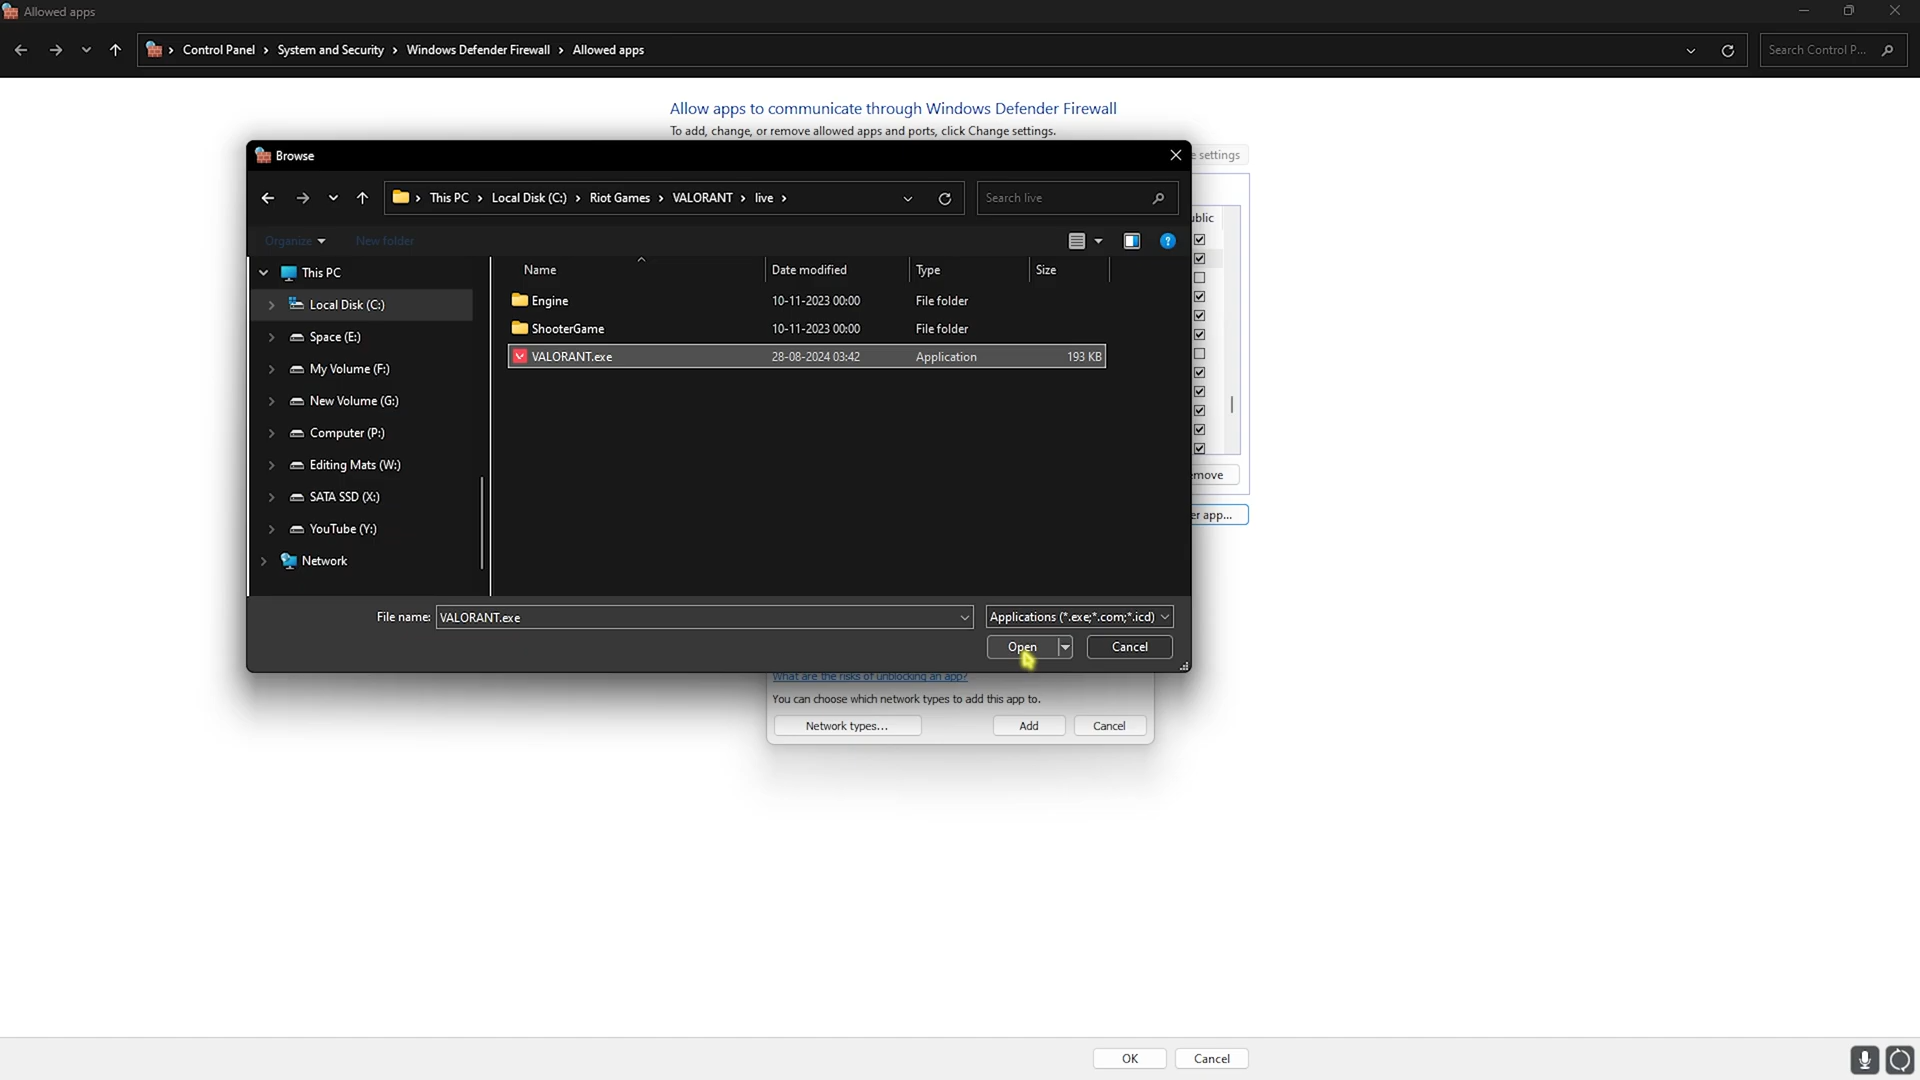 Allowed apps
Control Panel > System and Security > Windows Defender Firewall > Allowed apps
Search Control P...
Allow apps to communicate through Windows Defender Firewall
To add, change, or remove allowed apps and ports, click Change settings.
Browse
e settings
This PC > Local Disk (C:) > Riot Games > VALORANT > live >
Search live
ublic
Organize
New folder
Name
Date modified
Type
Size
This PC
Local Disk (C:)
Space (E:)
My Volume (F:)
New Volume (G:)
Computer (P:)
Editing Mats (W:)
SATA SSD (X:)
YouTube (Y:)
Network
Engine 10-11-2023 00:00 File folder
ShooterGame 10-11-2023 00:00 File folder
VALORANT.exe 28-08-2024 03:42 Application 193 KB
emove
er app...
File name: VALORANT.exe
Applications (*.exe;*.com;*.icd)
Open
Cancel
What are the risks of unblocking an app?
You can choose which network types to add this app to.
Network types...
Add
Cancel
OK
Cancel